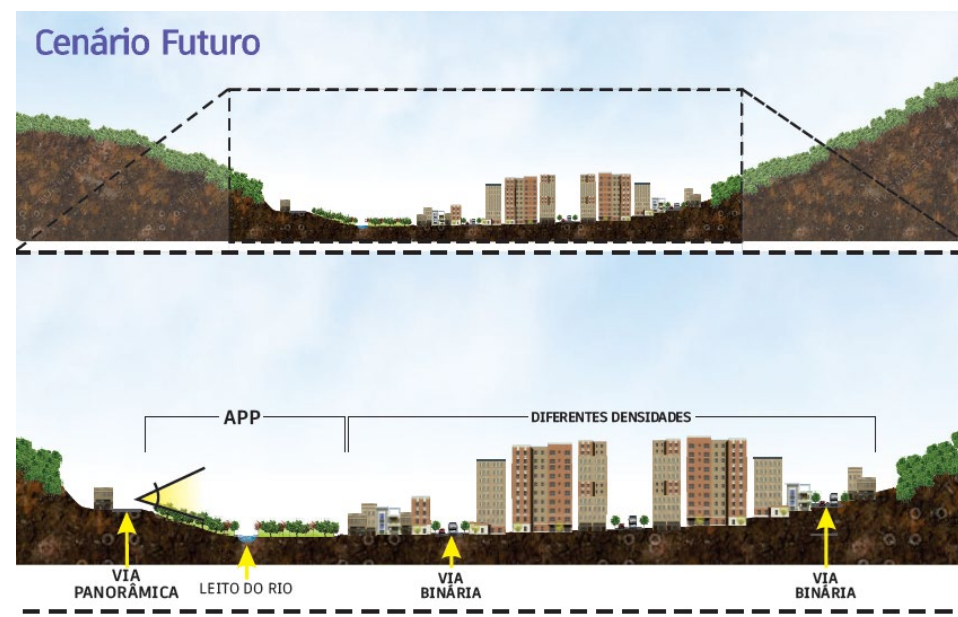 Cenário Futuro
APP
DIFERENTES DENSIDADES
VIA
PANORÂMICA
LEITO DO RIO
VIA
BINÁRIA
VIA
BINÁRIA